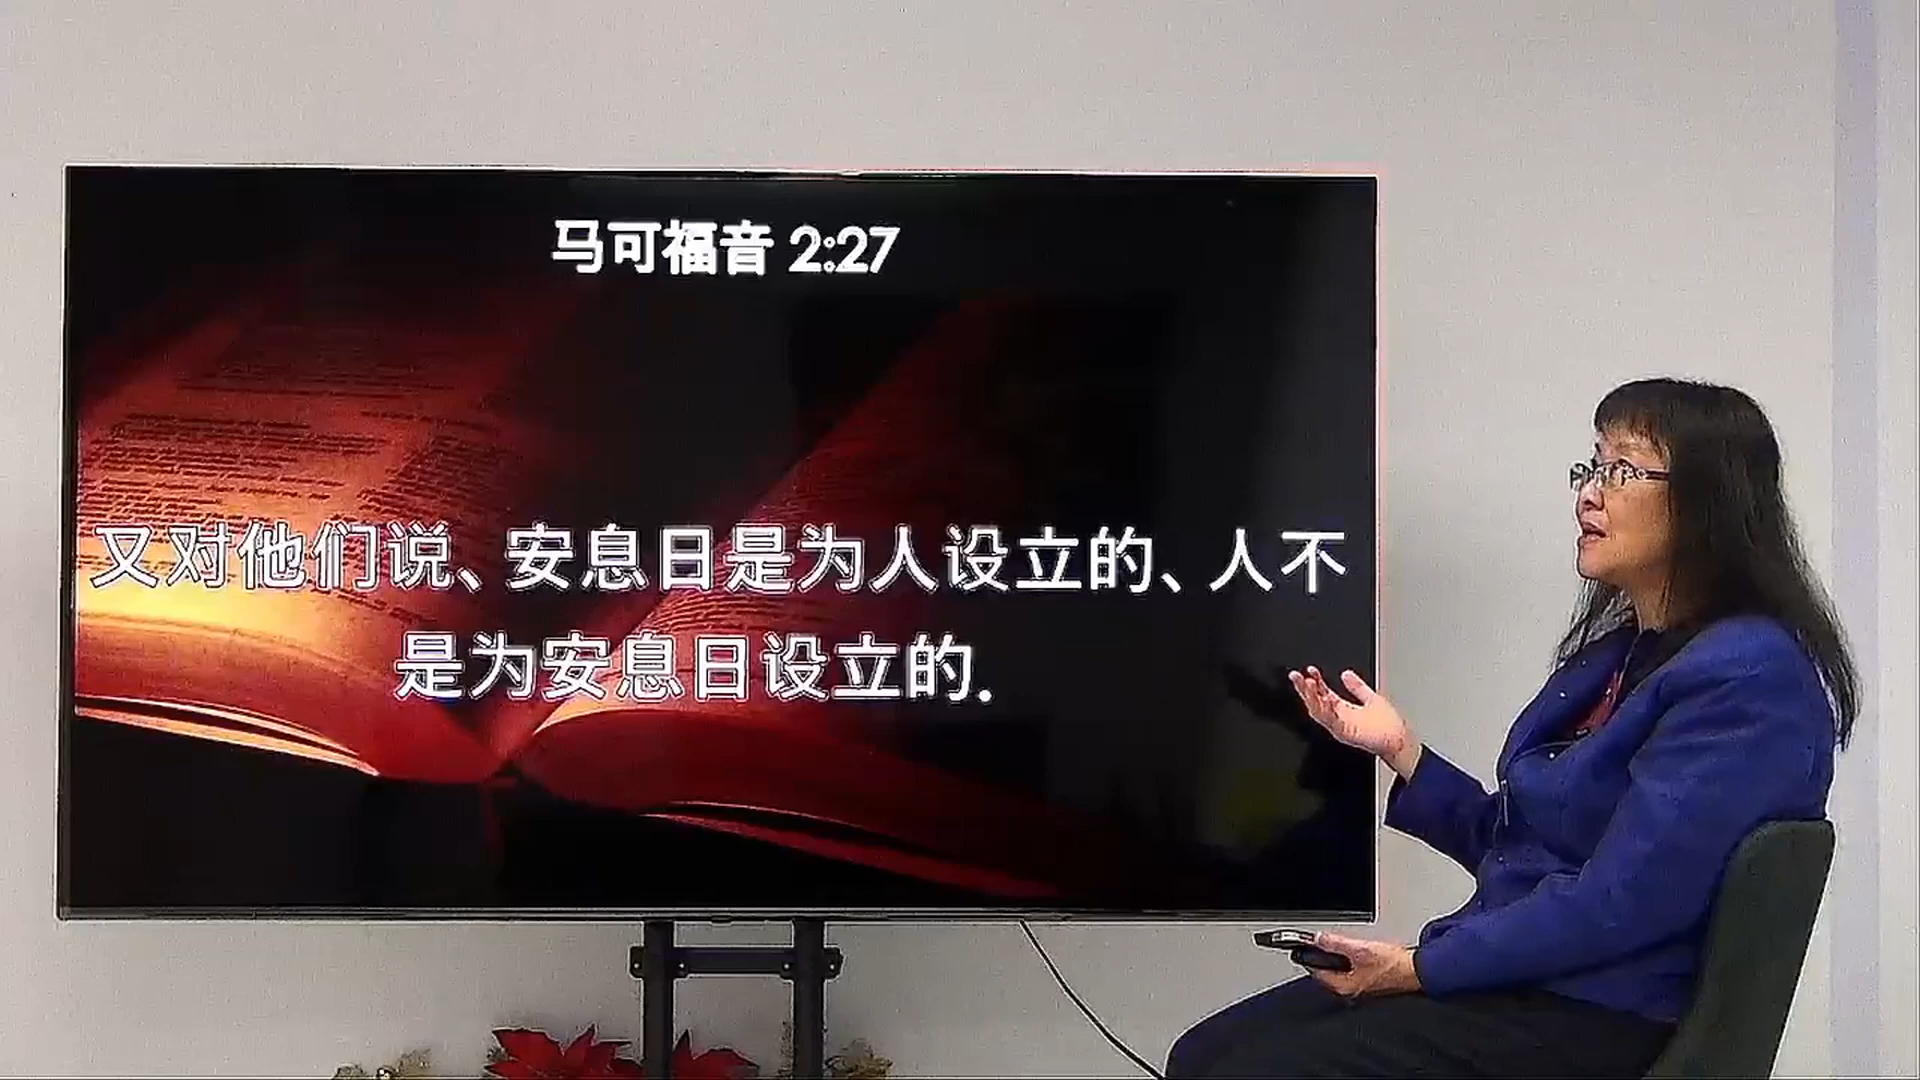 马可福音 2:27
又对他们说、安息日是为人设立的、人不
是为安息日设立的.